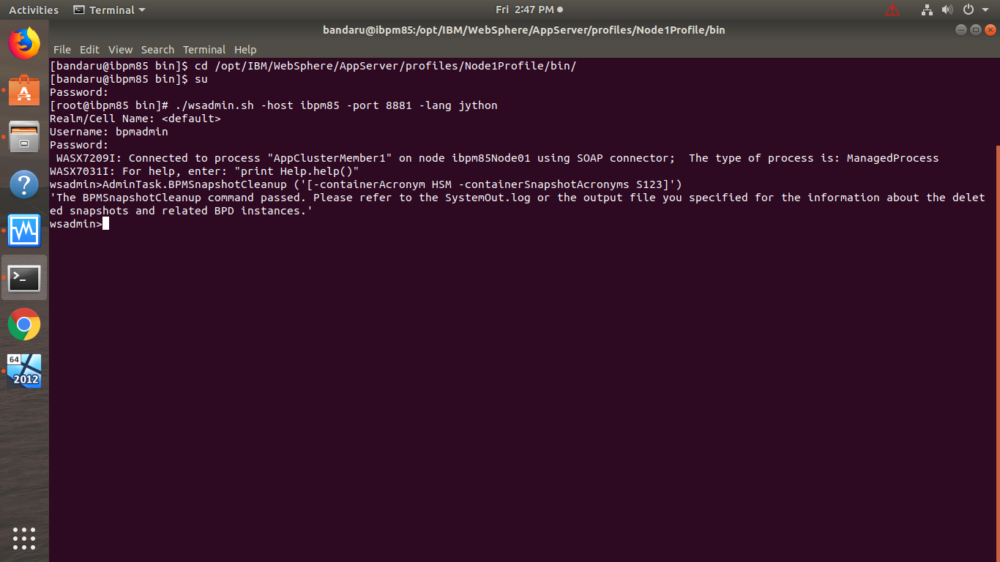 Activities Terminal Fri 2:47 PM
bandaru@ibpm85:/opt/IBM/WebSphere/AppServer/profiles/Node1Profile/bin
File Edit View Search Terminal Help
[bandaru@ibpm85 bin]$ cd /opt/IBM/WebSphere/AppServer/profiles/Node1Profile/bin/
[bandaru@ibpm85 bin]$ su
Password:
[root@ibpm85 bin]# ./wsadmin.sh -host ibpm85 -port 8881 -lang jython
Realm/Cell Name: <default>
Username: bpmadmin
Password:
WASX7209I: Connected to process "AppClusterMember1" on node ibpm85Node01 using SOAP connector;  The type of process is: ManagedProcess
WASX7031I: For help, enter: "print Help.help()"
wsadmin>AdminTask.BPMSnapshotCleanup ('[-containerAcronym HSM -containerSnapshotAcronyms S123]')
'The BPMSnapshotCleanup command passed. Please refer to the SystemOut.log or the output file you specified for the information about the delet
ed snapshots and related BPD instances.'
wsadmin>
64
2012